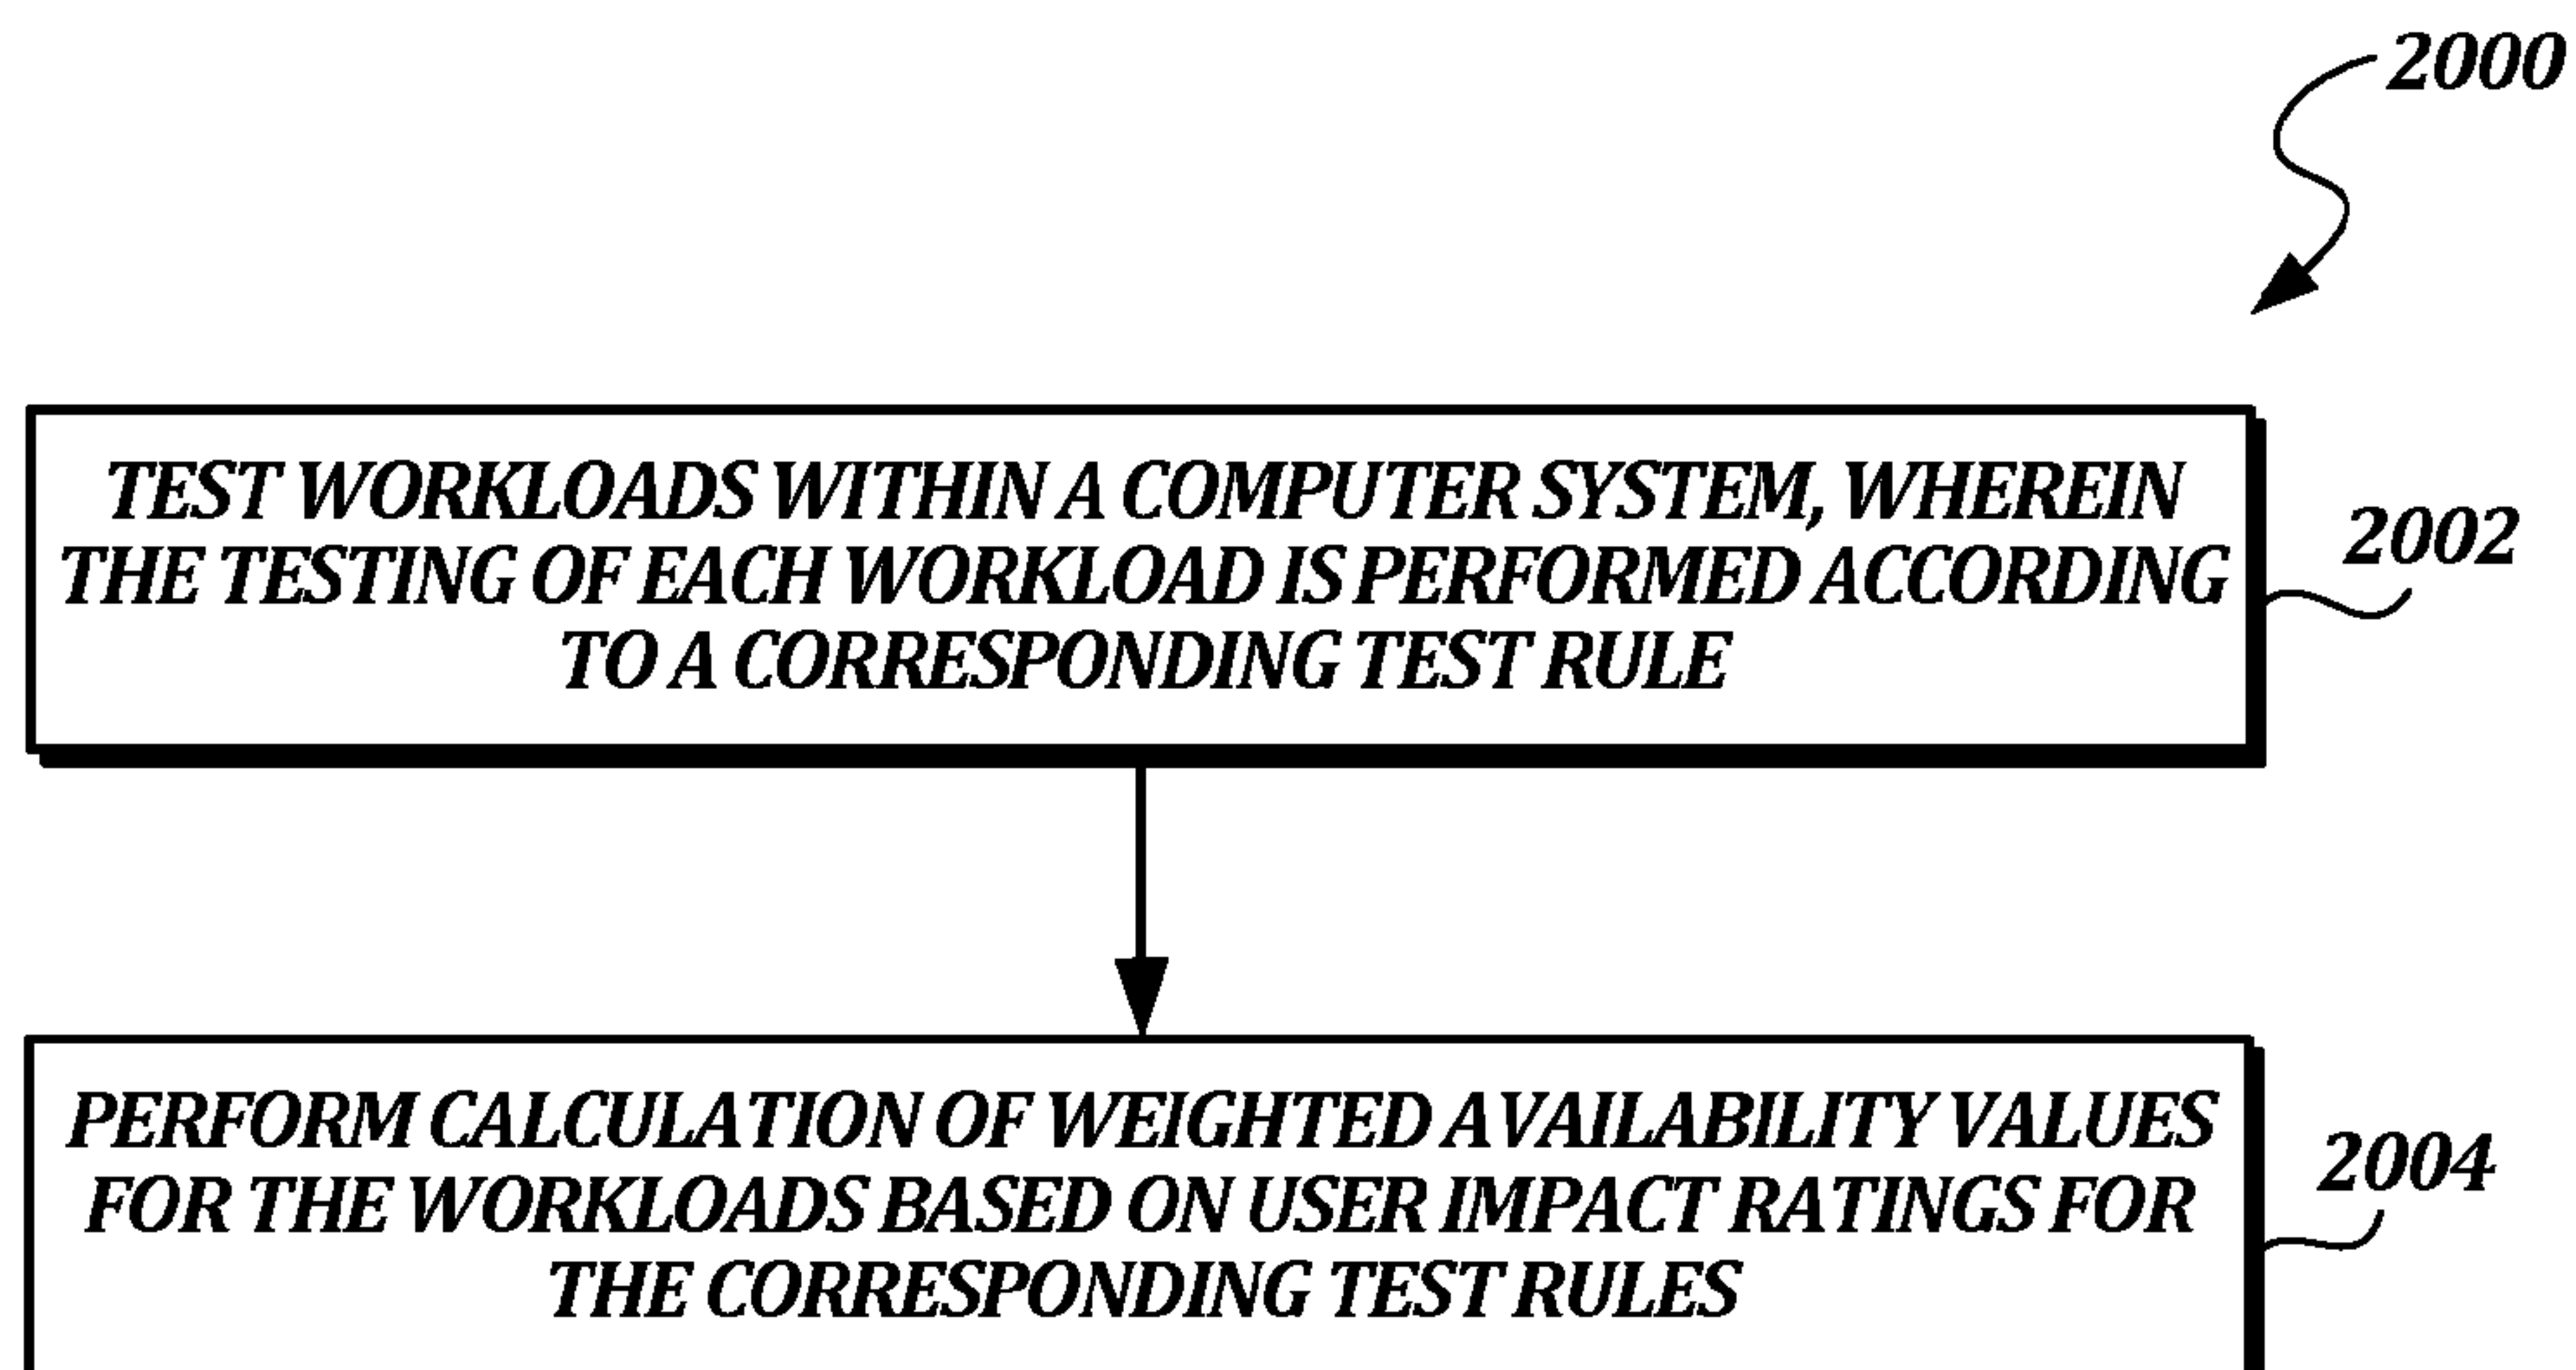 2000
TEST WORKLOADS WITHIN A COMPUTER SYSTEM, WHEREIN
THE TESTING OF EACH WORKLOAD IS PERFORMED ACCORDING
TO A CORRESPONDING TEST RULE
2002
PERFORM CALCULATION OF WEIGHTED AVAILABILITY VALUES
FOR THE WORKLOADS BASED ON USER IMPACT RATINGS FOR
THE CORRESPONDING TEST RULES
2004